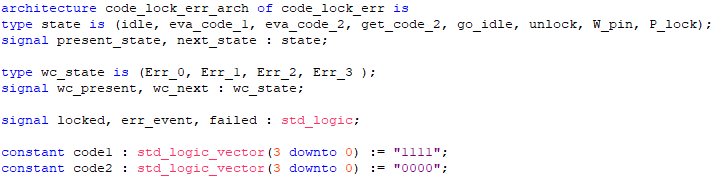 architecture code_lock_err_arch of code_lock_err is
type state is (idle, eva_code_1, eva_code_2, get_code_2, go_idle, unlock, W_pin, P_lock);
signal present_state, next_state : state;
type wc_state is (Err_0, Err_1, Err_2, Err_3 );
signal wc_present, wc_next : wc_state;
signal locked, err_event, failed : std_logic;
constant code1 : std_logic_vector(3 downto 0) := "1111";
constant code2 : std_logic_vector(3 downto 0) := "0000";